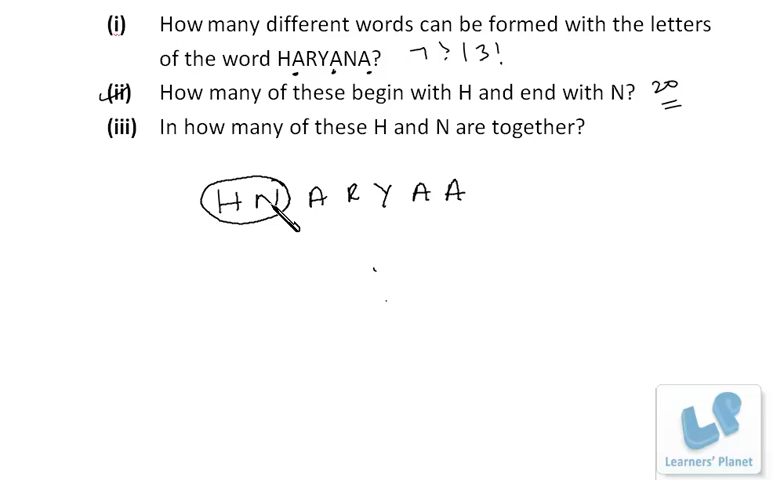 (i) How many different words can be formed with the letters
of the word HARYANA? 7! / 3!
(ii) How many of these begin with H and end with N? 20
(iii) In how many of these H and N are together?
H N A R Y A A
LP
Learners' Planet